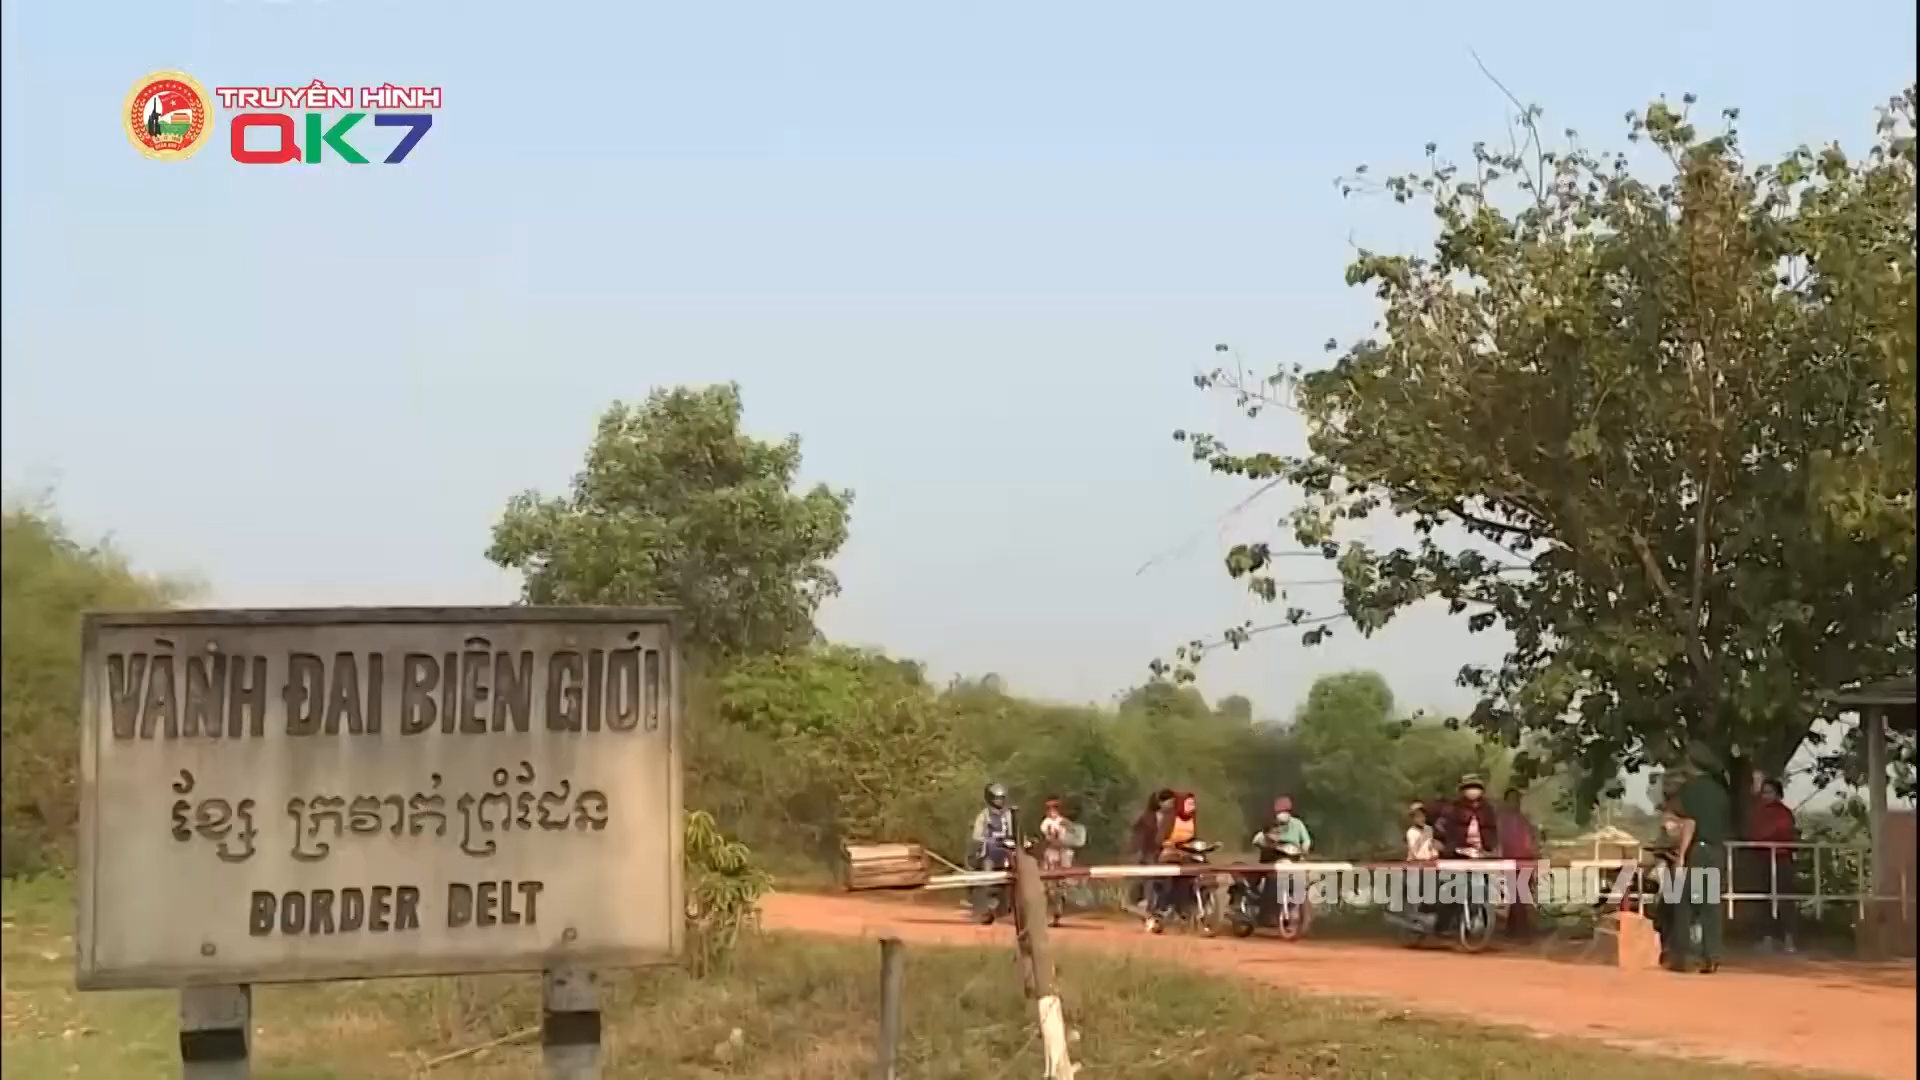 TRUYỀN HÌNH
QK7
VÀNH ĐAI BIÊN GIỚI
ខ្សែ ក្រវាត់ ព្រំដែន
BORDER BELT
baoquankhu7.vn